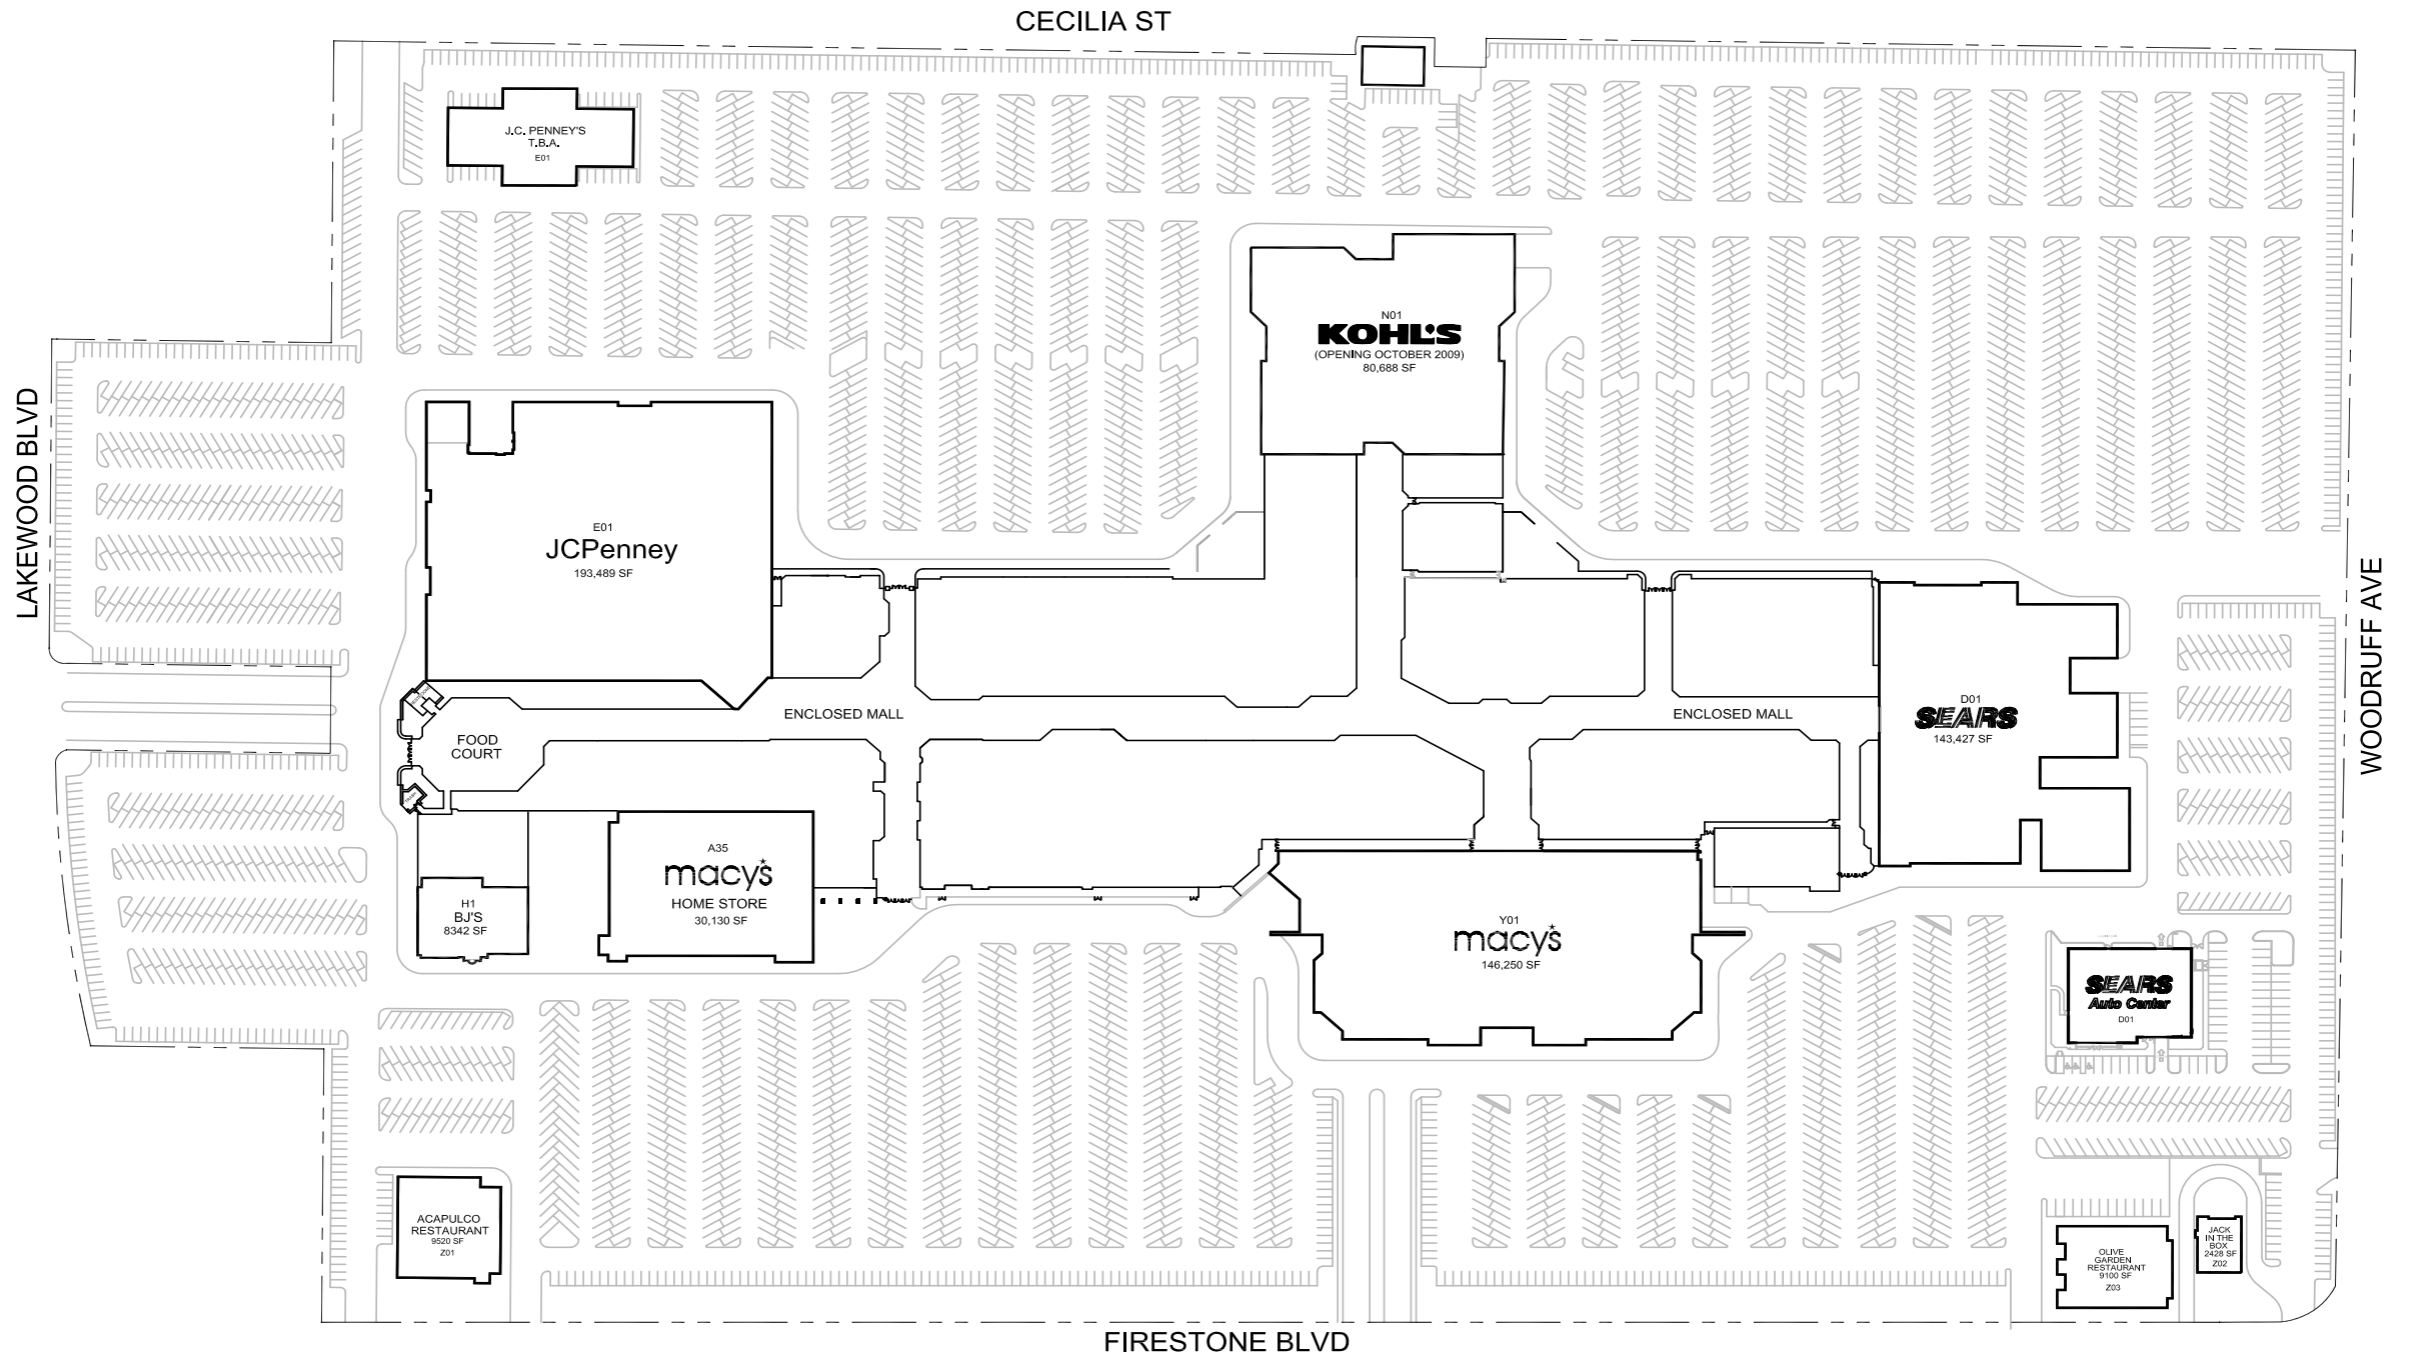 CECILIA ST
J.C. PENNEY'S
T.B.A.
E01
N01
KOHL'S
(OPENING OCTOBER 2009)
80,688 SF
LAKEWOOD BLVD
E01
JCPenney
193,489 SF
WOODRUFF AVE
ENCLOSED MALL
ENCLOSED MALL
D01
SEARS
143,427 SF
FOOD
COURT
A35
macy's
HOME STORE
30,130 SF
H1
BJ'S
8342 SF
Y01
macy's
146,250 SF
SEARS
Auto Center
D01
ACAPULCO
RESTAURANT
9520 SF
Z01
OLIVE
GARDEN
RESTAURANT
9100 SF
Z03
JACK
IN THE
BOX
2428 SF
Z02
FIRESTONE BLVD